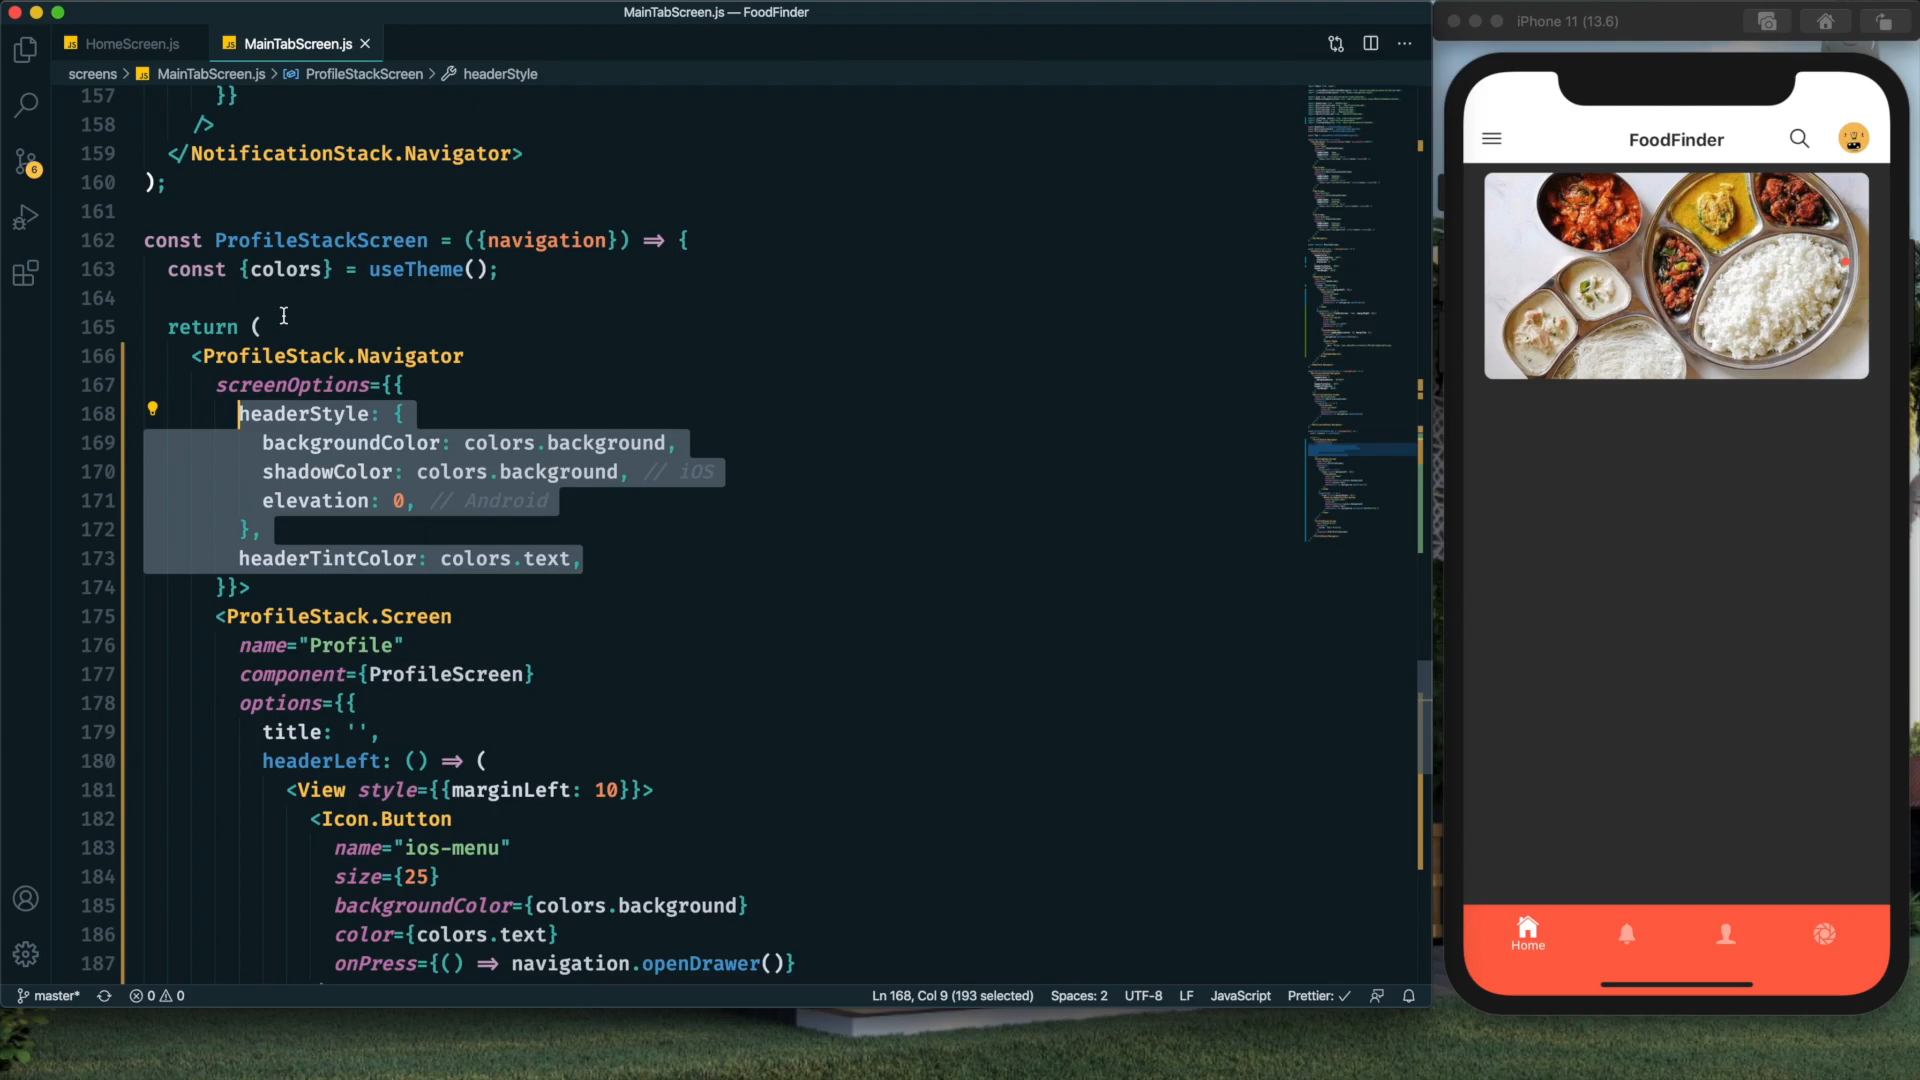 MainTabScreen.js — FoodFinder
iPhone 11 (13.6)
JS HomeScreen.js
JS MainTabScreen.js
screens > JS MainTabScreen.js > ProfileStackScreen > headerStyle
157 }}
158 />
159 </NotificationStack.Navigator>
160 );
161
162 const ProfileStackScreen = ({navigation}) => {
163 const {colors} = useTheme();
164
165 return (
166 <ProfileStack.Navigator
167 screenOptions={{
168 headerStyle: {
169 backgroundColor: colors.background,
170 shadowColor: colors.background, // iOS
171 elevation: 0, // Android
172 },
173 headerTintColor: colors.text,
174 }}>
175 <ProfileStack.Screen
176 name="Profile"
177 component={ProfileScreen}
178 options={{
179 title: '',
180 headerLeft: () => (
181 <View style={{marginLeft: 10}}>
182 <Icon.Button
183 name="ios-menu"
184 size={25}
185 backgroundColor={colors.background}
186 color={colors.text}
187 onPress={() => navigation.openDrawer()}
6
FoodFinder
Home
master* 0 0 Ln 168, Col 9 (193 selected) Spaces: 2 UTF-8 LF JavaScript Prettier: ✓